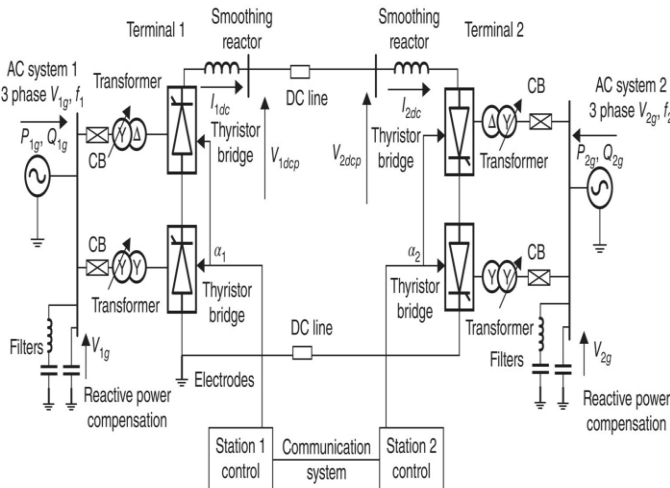 Terminal 1
Smoothing
reactor
Smoothing
reactor
Terminal 2
AC system 1
3 phase V1g, f1
Transformer
I1dc
DC line
I2dc
CB
AC system 2
3 phase V2g, f2
P1g, Q1g
Y Δ
CB
Thyristor
bridge
V1dcp
V2dcp
Thyristor
bridge
Δ Y
Transformer
P2g, Q2g
CB
Y Y
Transformer
α1
Thyristor
bridge
α2
Thyristor
bridge
CB
Y Y
Transformer
Filters
V1g
DC line
Filters
V2g
Reactive power
compensation
Electrodes
Reactive power
compensation
Station 1
control
Communication
system
Station 2
control